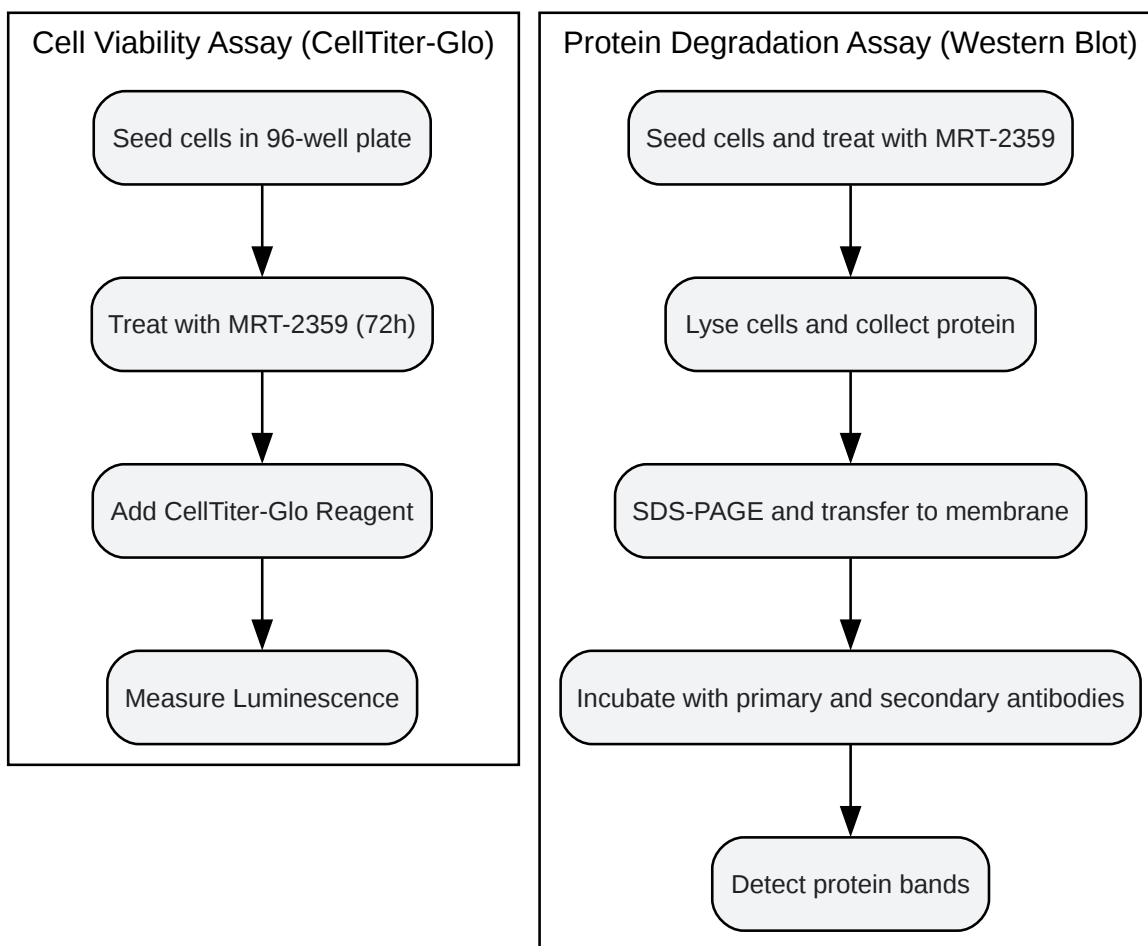 Cell Viability Assay (CellTiter-Glo)
Seed cells in 96-well plate
Treat with MRT-2359 (72h)
Add CellTiter-Glo Reagent
Measure Luminescence
Protein Degradation Assay (Western Blot)
Seed cells and treat with MRT-2359
Lyse cells and collect protein
SDS-PAGE and transfer to membrane
Incubate with primary and secondary antibodies
Detect protein bands